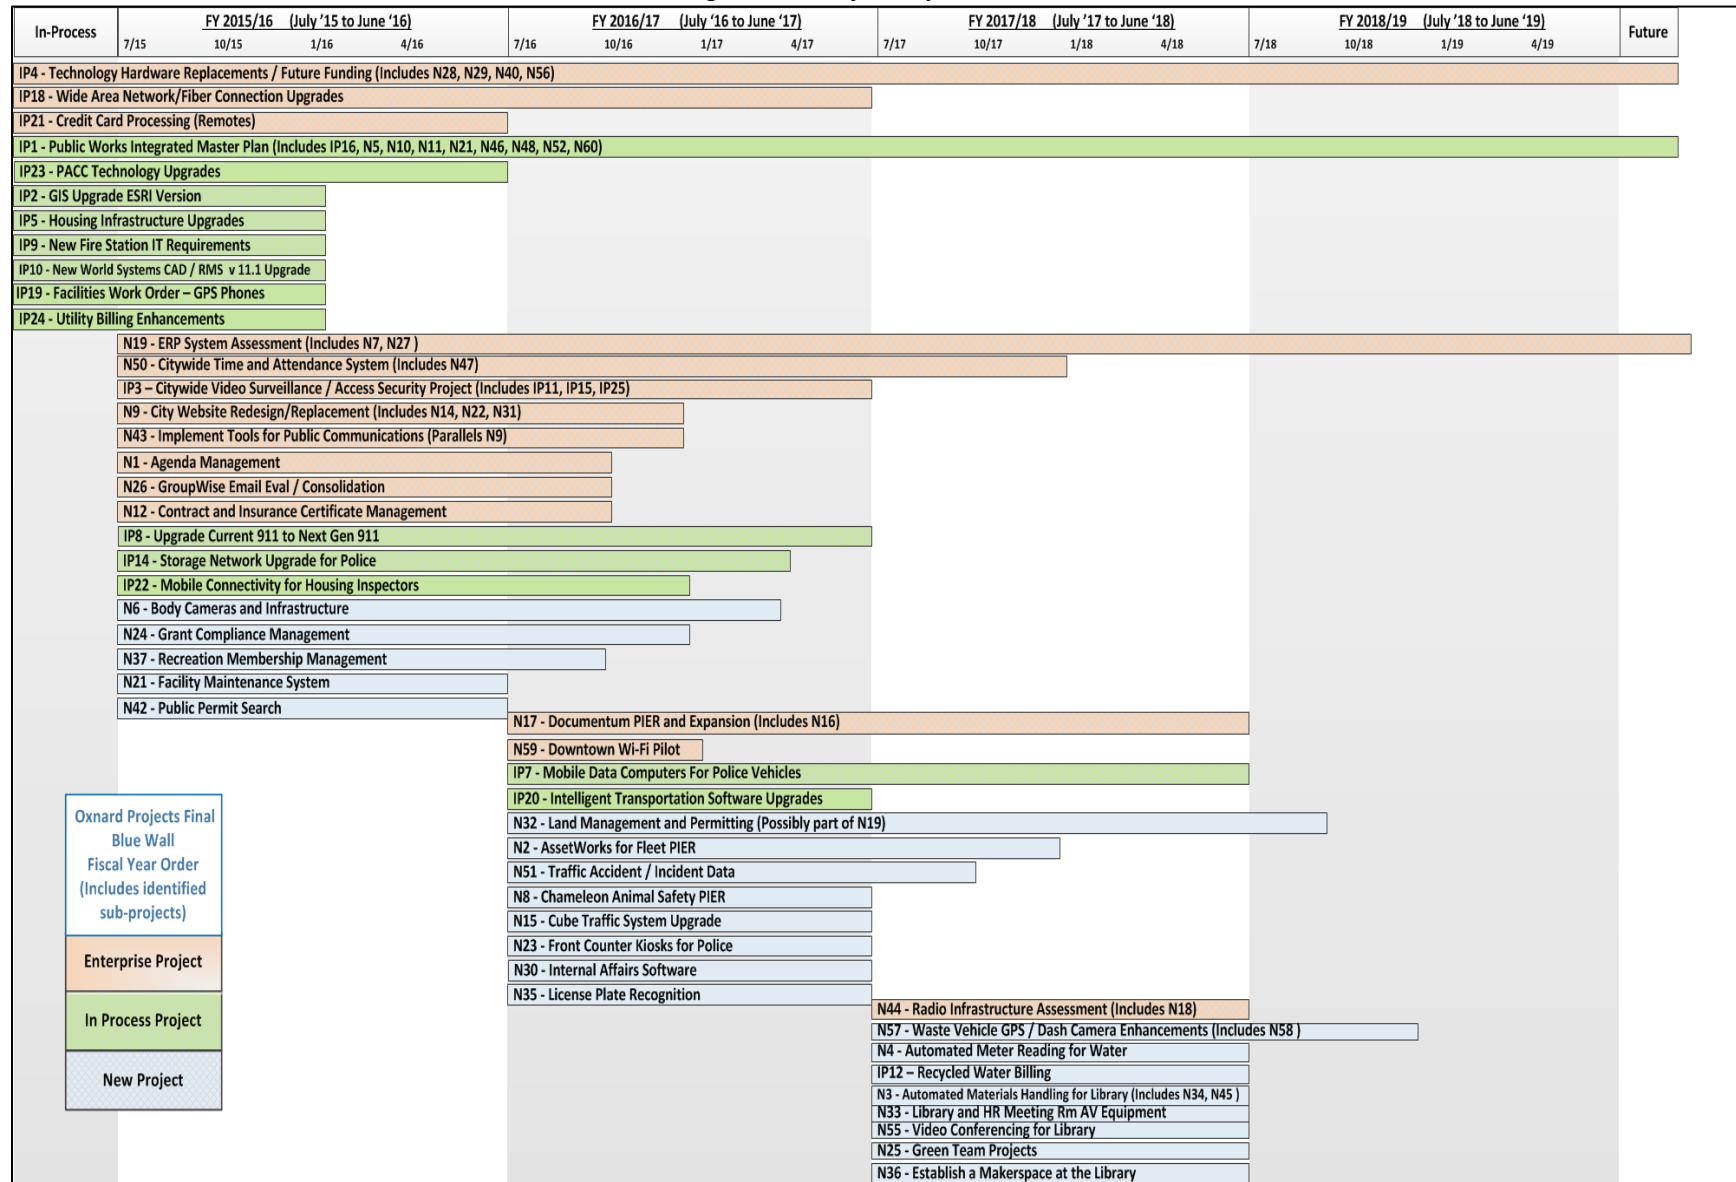 In-Process
FY 2015/16 (July '15 to June '16)
FY 2016/17 (July '16 to June '17)
FY 2017/18 (July '17 to June '18)
FY 2018/19 (July '18 to June '19)
Future
7/15 10/15 1/16 4/16 7/16 10/16 1/17 4/17 7/17 10/17 1/18 4/18 7/18 10/18 1/19 4/19
IP4 - Technology Hardware Replacements / Future Funding (Includes N28, N29, N40, N56)
IP18 - Wide Area Network/Fiber Connection Upgrades
IP21 - Credit Card Processing (Remotes)
IP1 - Public Works Integrated Master Plan (Includes IP16, N5, N10, N11, N21, N46, N48, N52, N60)
IP23 - PACC Technology Upgrades
IP2 - GIS Upgrade ESRI Version
IP5 - Housing Infrastructure Upgrades
IP9 - New Fire Station IT Requirements
IP10 - New World Systems CAD / RMS v 11.1 Upgrade
IP19 - Facilities Work Order – GPS Phones
IP24 - Utility Billing Enhancements
N19 - ERP System Assessment (Includes N7, N27 )
N50 - Citywide Time and Attendance System (Includes N47)
IP3 – Citywide Video Surveillance / Access Security Project (Includes IP11, IP15, IP25)
N9 - City Website Redesign/Replacement (Includes N14, N22, N31)
N43 - Implement Tools for Public Communications (Parallels N9)
N1 - Agenda Management
N26 - GroupWise Email Eval / Consolidation
N12 - Contract and Insurance Certificate Management
IP8 - Upgrade Current 911 to Next Gen 911
IP14 - Storage Network Upgrade for Police
IP22 - Mobile Connectivity for Housing Inspectors
N6 - Body Cameras and Infrastructure
N24 - Grant Compliance Management
N37 - Recreation Membership Management
N21 - Facility Maintenance System
N42 - Public Permit Search
N17 - Documentum PIER and Expansion (Includes N16)
N59 - Downtown Wi-Fi Pilot
IP7 - Mobile Data Computers For Police Vehicles
IP20 - Intelligent Transportation Software Upgrades
N32 - Land Management and Permitting (Possibly part of N19)
N2 - AssetWorks for Fleet PIER
N51 - Traffic Accident / Incident Data
N8 - Chameleon Animal Safety PIER
N15 - Cube Traffic System Upgrade
N23 - Front Counter Kiosks for Police
N30 - Internal Affairs Software
N35 - License Plate Recognition
N44 - Radio Infrastructure Assessment (Includes N18)
N57 - Waste Vehicle GPS / Dash Camera Enhancements (Includes N58 )
N4 - Automated Meter Reading for Water
IP12 – Recycled Water Billing
N3 - Automated Materials Handling for Library (Includes N34, N45 )
N33 - Library and HR Meeting Rm AV Equipment
N55 - Video Conferencing for Library
N25 - Green Team Projects
N36 - Establish a Makerspace at the Library
Oxnard Projects Final
Blue Wall
Fiscal Year Order
(Includes identified
sub-projects)
Enterprise Project
In Process Project
New Project